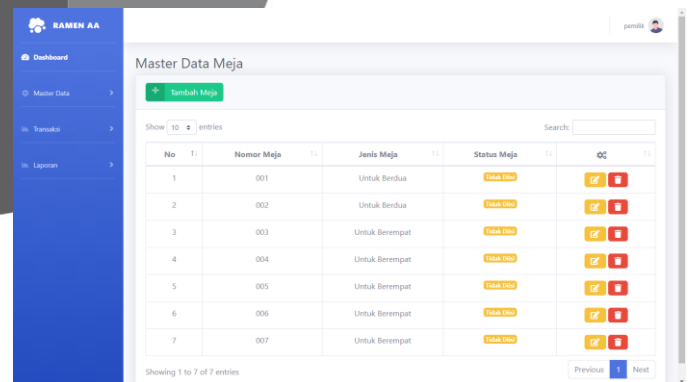 RAMEN AA
pemilik
Dashboard
Master Data
Transaksi
Laporan
Master Data Meja
+ Tambah Meja
Show 10 entries
Search:
No Nomor Meja Jenis Meja Status Meja
1 001 Untuk Berdua Tidak Diisi
2 002 Untuk Berdua Tidak Diisi
3 003 Untuk Berempat Tidak Diisi
4 004 Untuk Berempat Tidak Diisi
5 005 Untuk Berempat Tidak Diisi
6 006 Untuk Berempat Tidak Diisi
7 007 Untuk Berempat Tidak Diisi
Showing 1 to 7 of 7 entries
Previous 1 Next